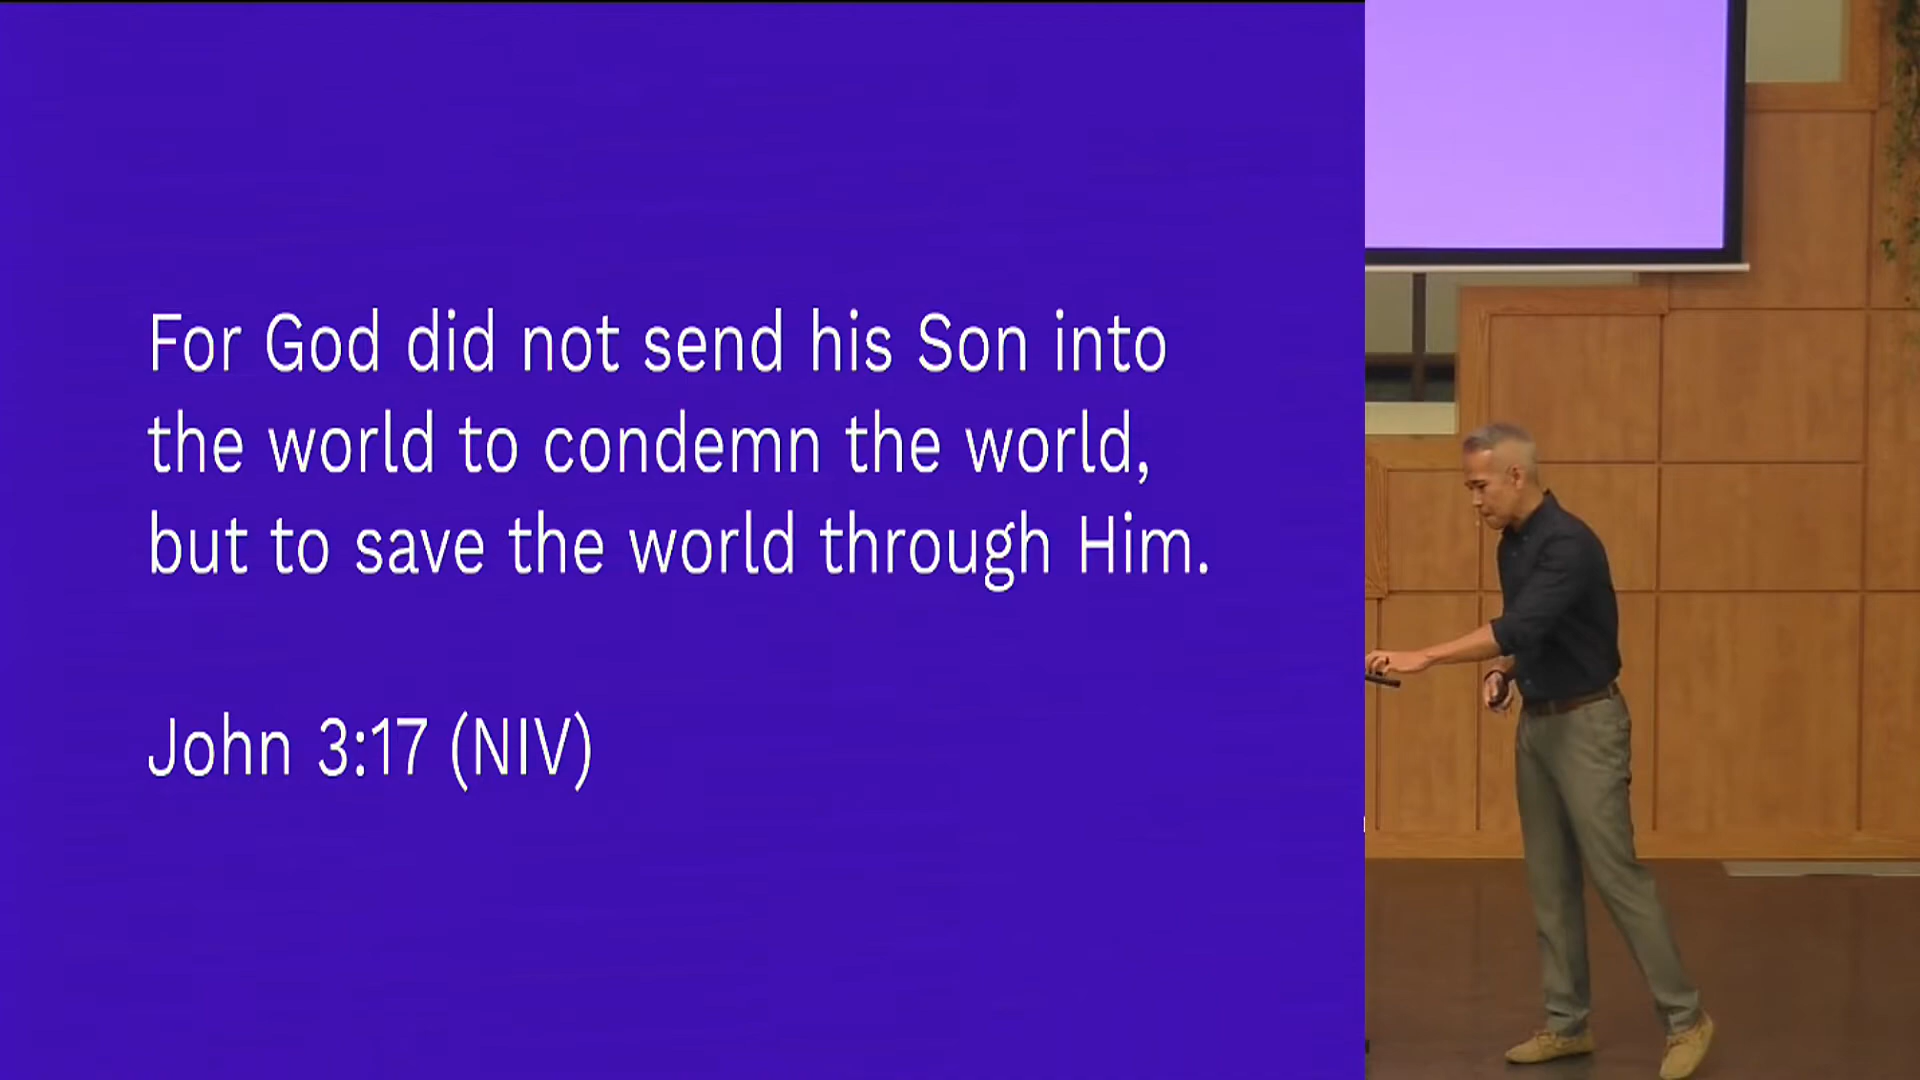 For God did not send his Son into
the world to condemn the world,
but to save the world through Him.
John 3:17 (NIV)